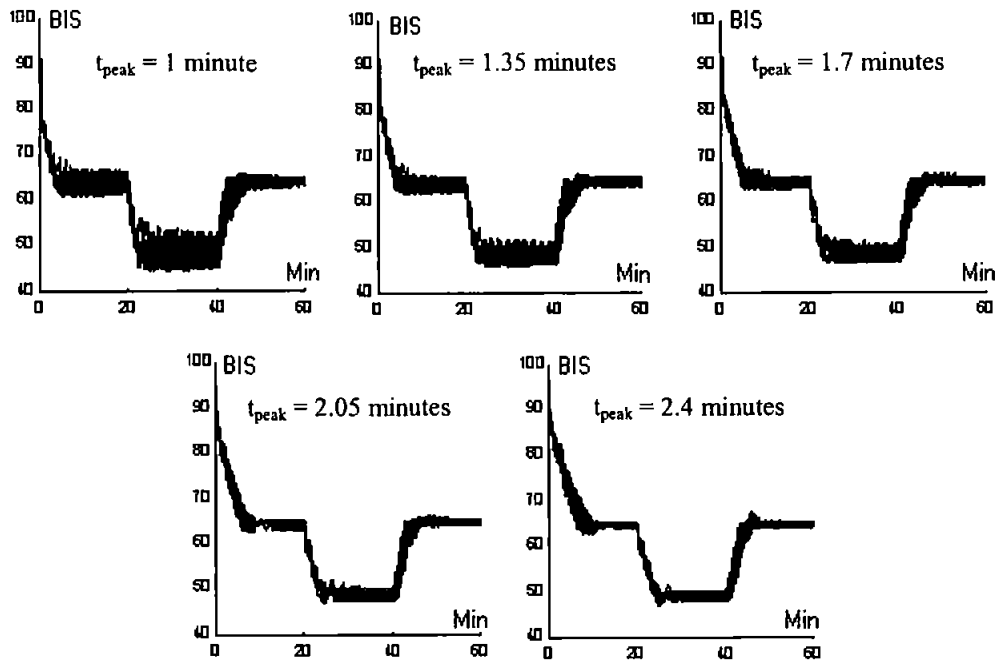 100 BIS
90
80
70
60
50
40
t_peak = 1 minute
Min
0 20 40 60
100 BIS
90
80
70
60
50
40
t_peak = 1.35 minutes
Min
0 20 40 60
100 BIS
90
80
70
60
50
40
t_peak = 1.7 minutes
Min
0 20 40 60
100 BIS
90
80
70
60
50
40
t_peak = 2.05 minutes
Min
0 20 40 60
100 BIS
90
80
70
60
50
40
t_peak = 2.4 minutes
Min
0 20 40 60